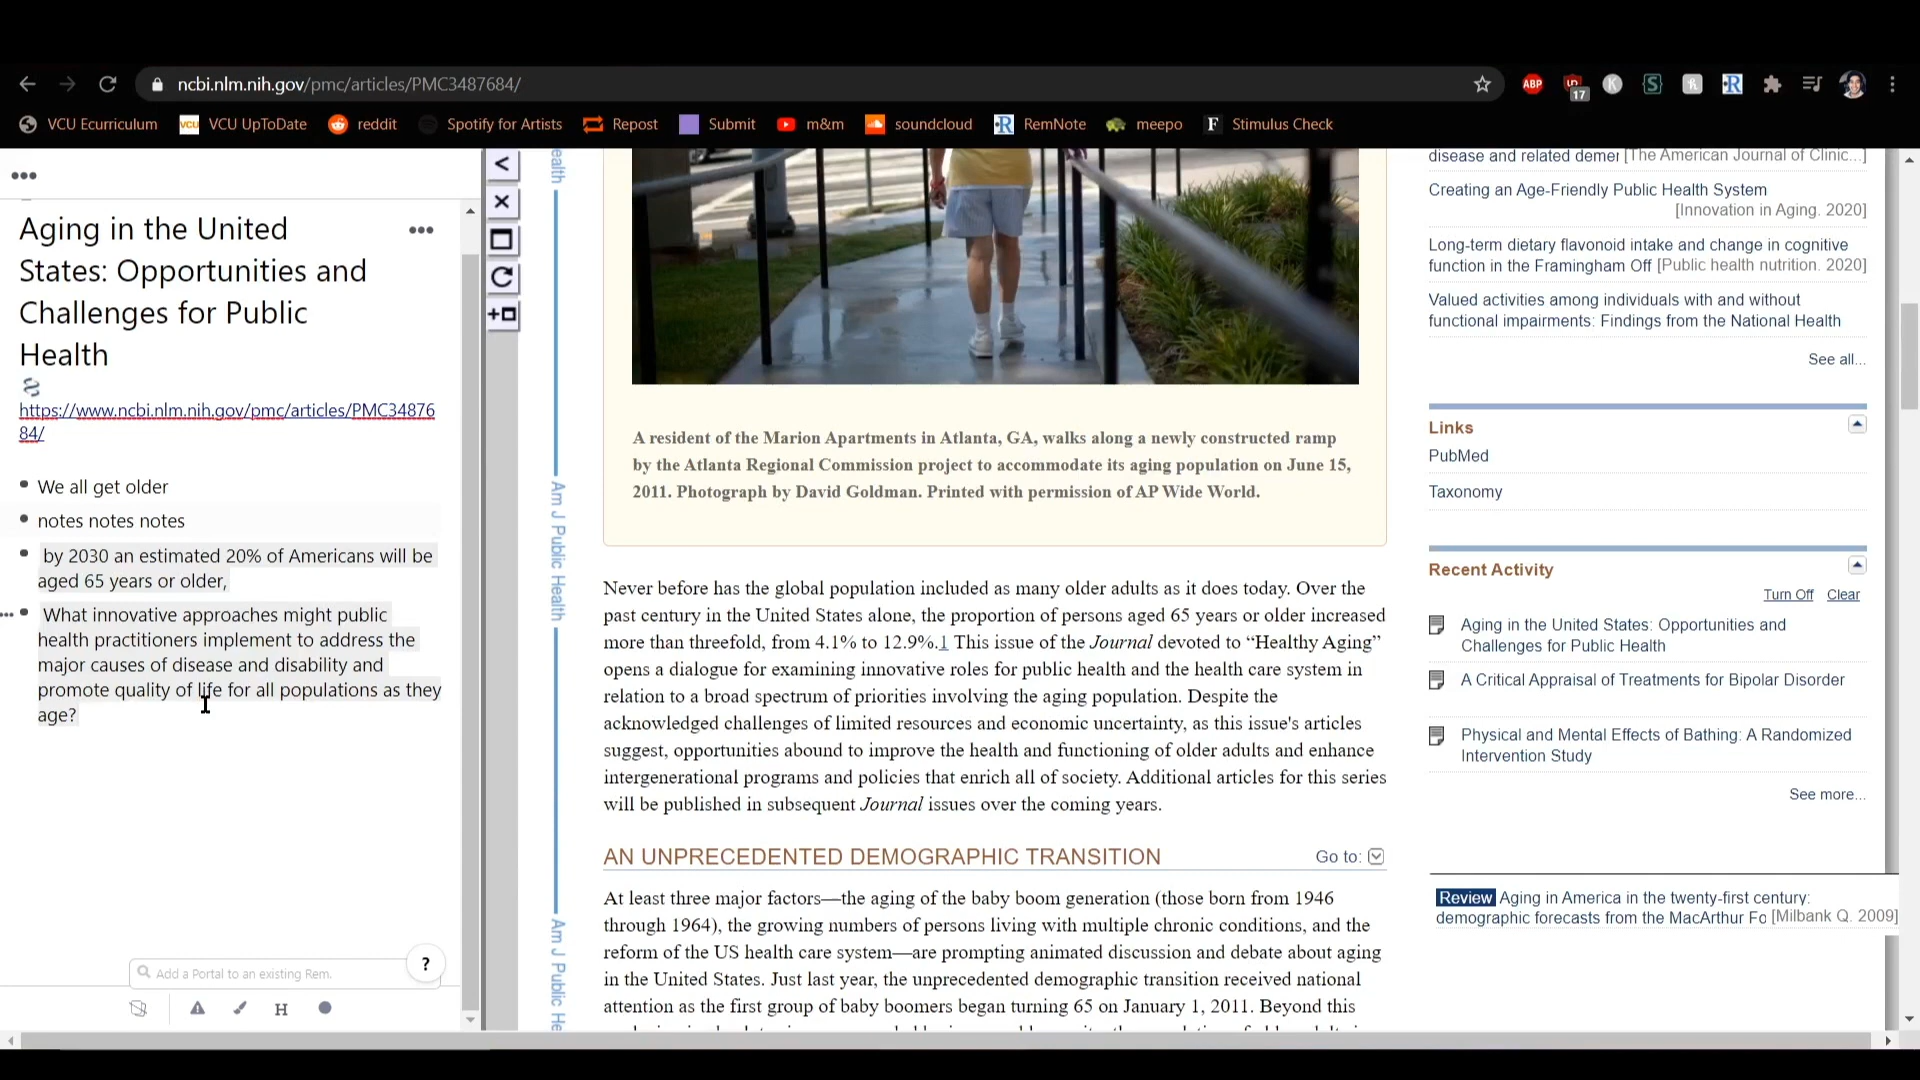 ncbi.nlm.nih.gov/pmc/articles/PMC3487684/
ABP
17
VCU Ecurriculum
VCU UpToDate
reddit
Spotify for Artists
Repost
Submit
m&m
soundcloud
RemNote
meepo
Stimulus Check
Aging in the United
States: Opportunities and
Challenges for Public
Health
https://www.ncbi.nlm.nih.gov/pmc/articles/PMC34876
84/
We all get older
notes notes notes
by 2030 an estimated 20% of Americans will be
aged 65 years or older,
What innovative approaches might public
health practitioners implement to address the
major causes of disease and disability and
promote quality of life for all populations as they
age?
Add a Portal to an existing Rem.
?
H
ealth
Am J Public Health
Am J Public He
A resident of the Marion Apartments in Atlanta, GA, walks along a newly constructed ramp
by the Atlanta Regional Commission project to accommodate its aging population on June 15,
2011. Photograph by David Goldman. Printed with permission of AP Wide World.
Never before has the global population included as many older adults as it does today. Over the
past century in the United States alone, the proportion of persons aged 65 years or older increased
more than threefold, from 4.1% to 12.9%.1 This issue of the Journal devoted to “Healthy Aging”
opens a dialogue for examining innovative roles for public health and the health care system in
relation to a broad spectrum of priorities involving the aging population. Despite the
acknowledged challenges of limited resources and economic uncertainty, as this issue's articles
suggest, opportunities abound to improve the health and functioning of older adults and enhance
intergenerational programs and policies that enrich all of society. Additional articles for this series
will be published in subsequent Journal issues over the coming years.
AN UNPRECEDENTED DEMOGRAPHIC TRANSITION
Go to:
At least three major factors—the aging of the baby boom generation (those born from 1946
through 1964), the growing numbers of persons living with multiple chronic conditions, and the
reform of the US health care system—are prompting animated discussion and debate about aging
in the United States. Just last year, the unprecedented demographic transition received national
attention as the first group of baby boomers began turning 65 on January 1, 2011. Beyond this
disease and related demer [The American Journal of Clinic...]
Creating an Age-Friendly Public Health System
[Innovation in Aging. 2020]
Long-term dietary flavonoid intake and change in cognitive
function in the Framingham Off [Public health nutrition. 2020]
Valued activities among individuals with and without
functional impairments: Findings from the National Health
See all...
Links
PubMed
Taxonomy
Recent Activity
Turn Off
Clear
Aging in the United States: Opportunities and
Challenges for Public Health
A Critical Appraisal of Treatments for Bipolar Disorder
Physical and Mental Effects of Bathing: A Randomized
Intervention Study
See more...
Review Aging in America in the twenty-first century:
demographic forecasts from the MacArthur Fo [Milbank Q. 2009]